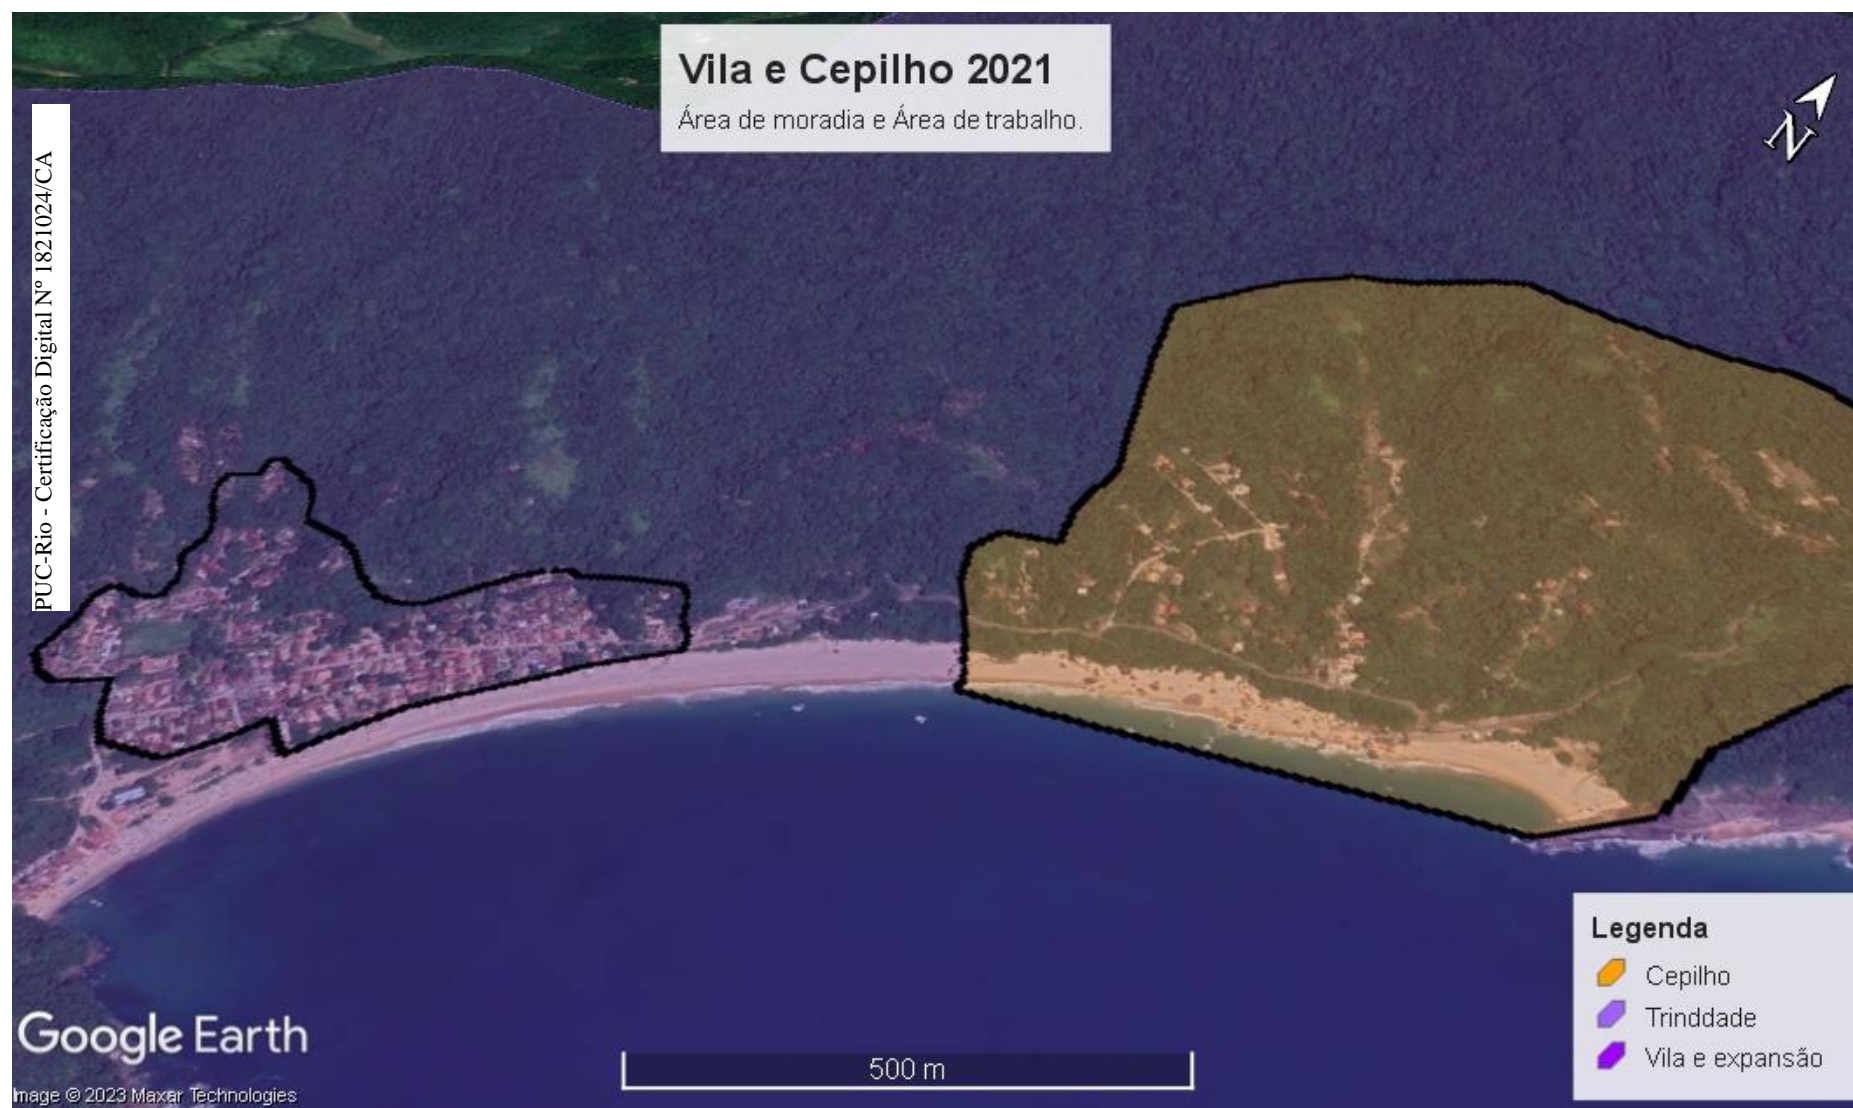 Vila e Cepilho 2021
Área de moradia e Área de trabalho.
N
PUC-Rio - Certificação Digital Nº 1821024/CA
Legenda
Cepilho
Trinddade
Vila e expansão
500 m
Google Earth
Image © 2023 Maxar Technologies